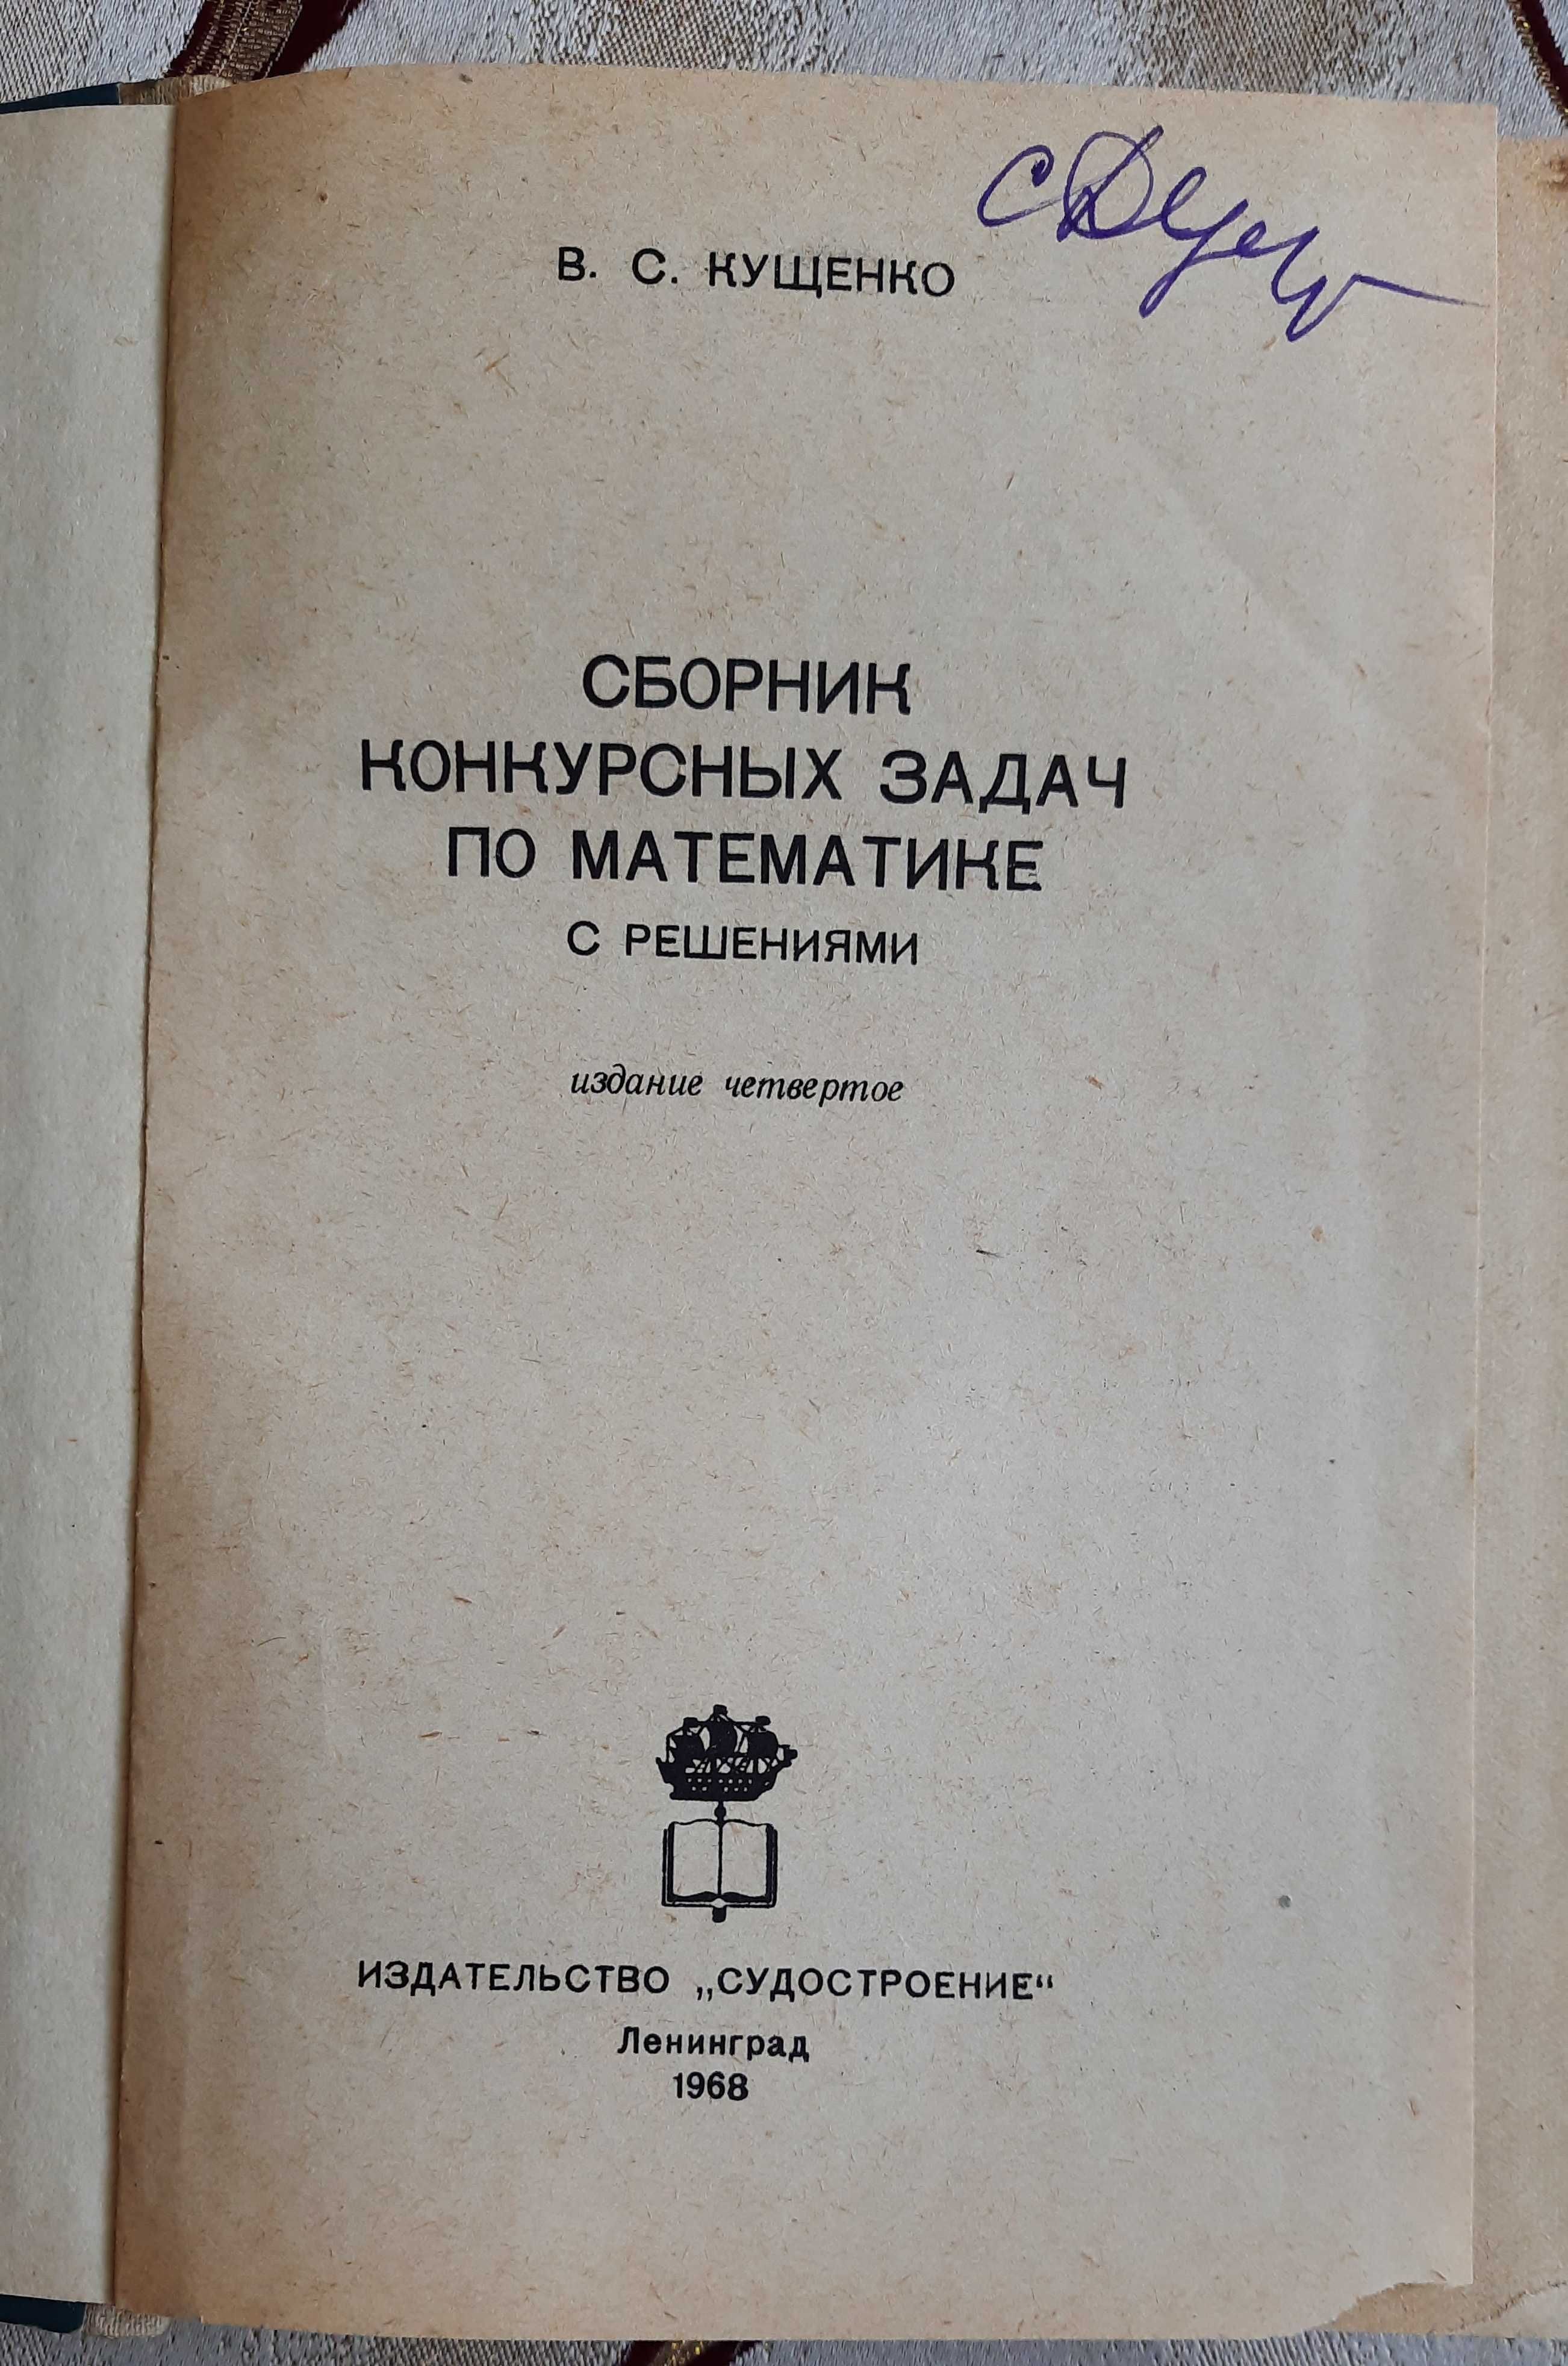 В. С. КУЩЕНКО
СБОРНИК
КОНКУРСНЫХ ЗАДАЧ
ПО МАТЕМАТИКЕ
С РЕШЕНИЯМИ
издание четвертое
ИЗДАТЕЛЬСТВО „СУДОСТРОЕНИЕ“
Ленинград
1968